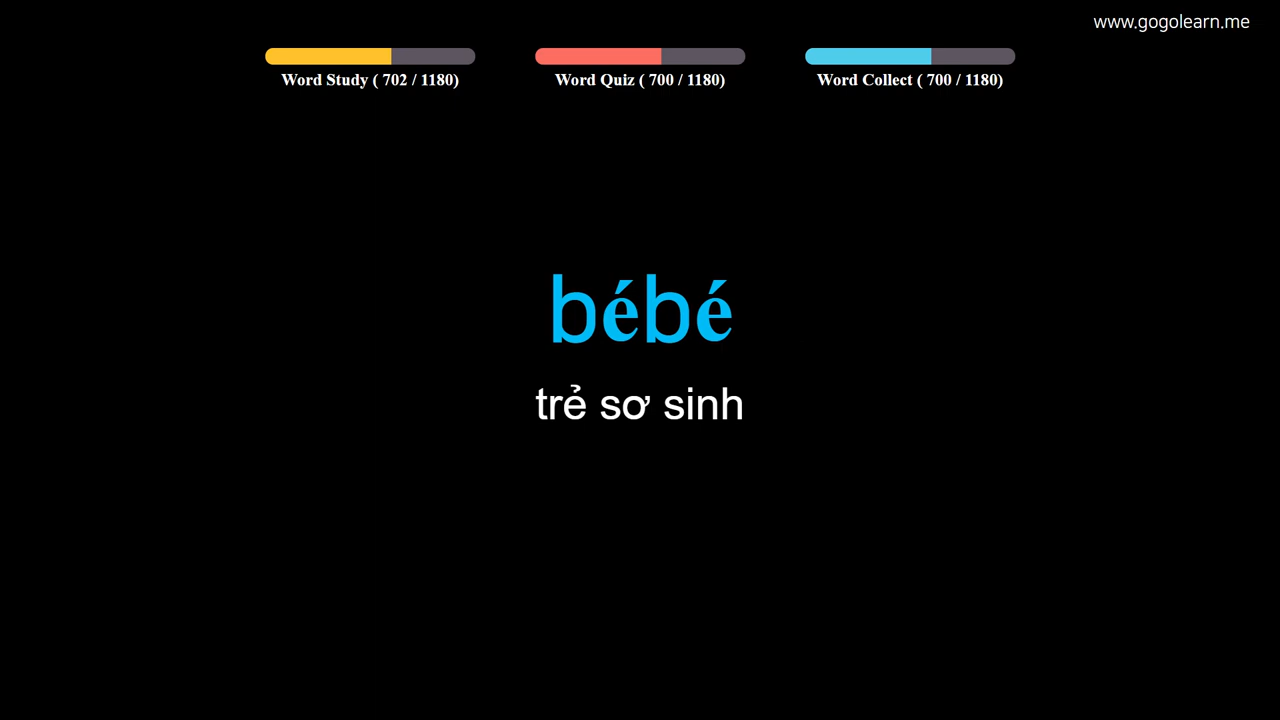 www.gogolearn.me
Word Study ( 702 / 1180)
Word Quiz ( 700 / 1180)
Word Collect ( 700 / 1180)
bébé
trẻ sơ sinh